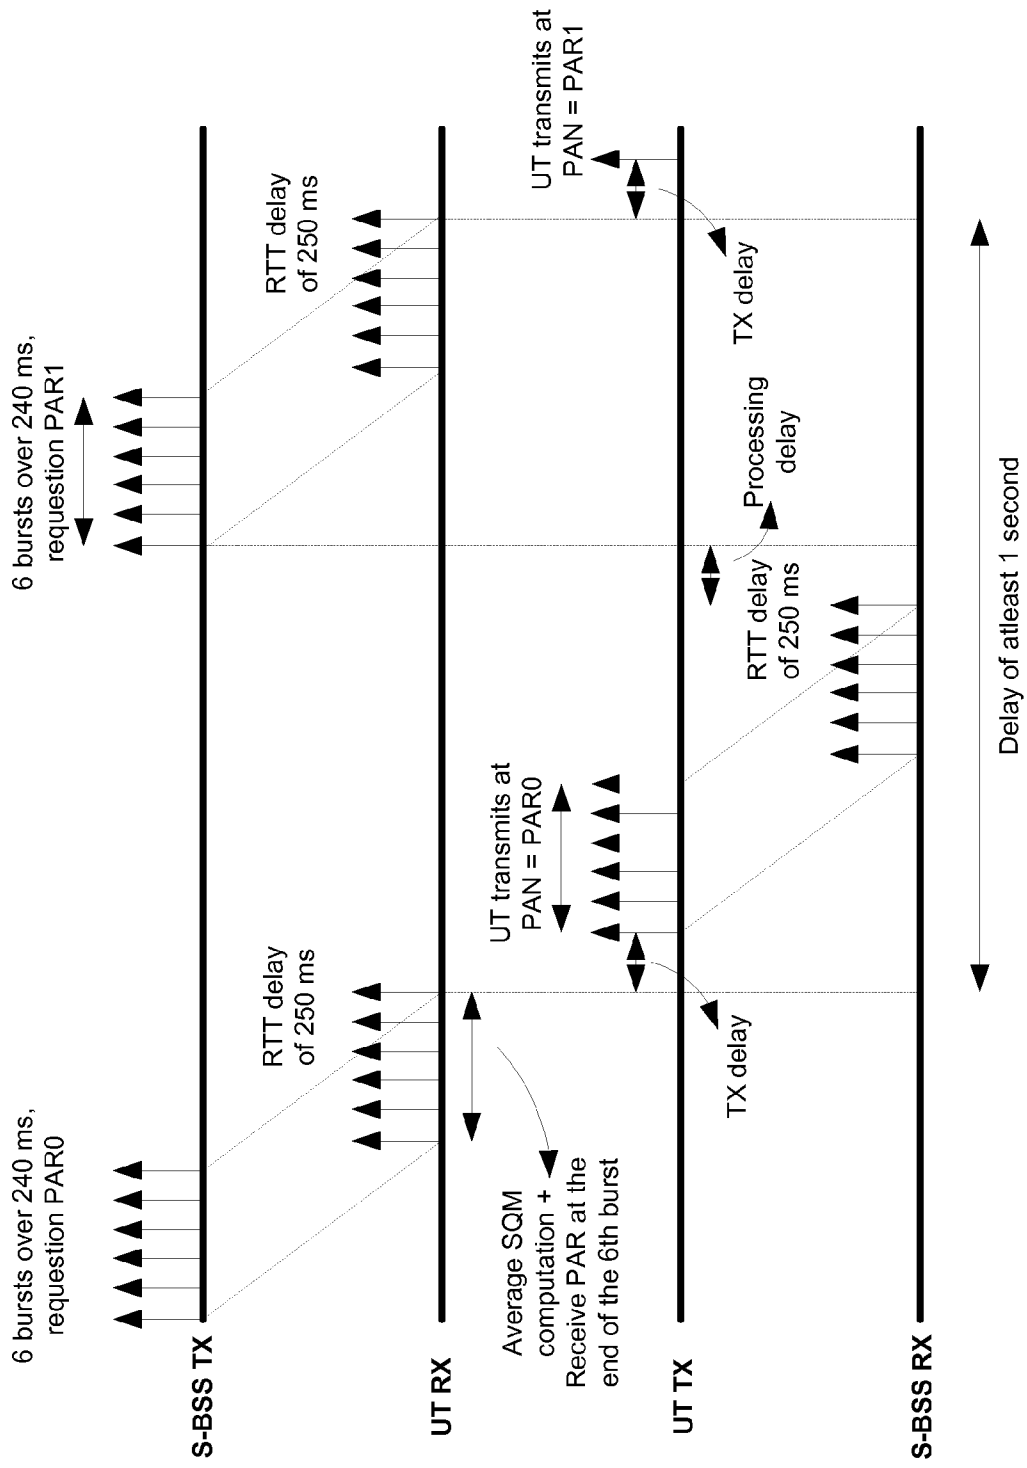 6 bursts over 240 ms,
requestion PAR0
6 bursts over 240 ms,
requestion PAR1
S-BSS TX
RTT delay
of 250 ms
RTT delay
of 250 ms
UT RX
Average SQM
computation +
Receive PAR at the
end of the 6th burst
UT transmits at
PAN = PAR0
UT transmits at
PAN = PAR1
UT TX
TX delay
RTT delay
of 250 ms
Processing
delay
TX delay
S-BSS RX
Delay of atleast 1 second